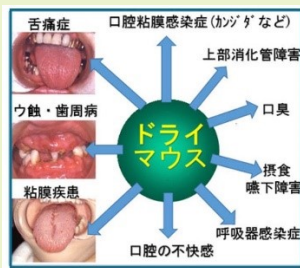 舌痛症
口腔粘膜感染症(カンジダなど)
上部消化管障害
ウ蝕・歯周病
口臭
ドライ
マウス
摂食
嚥下障害
粘膜疾患
呼吸器感染症
口腔の不快感